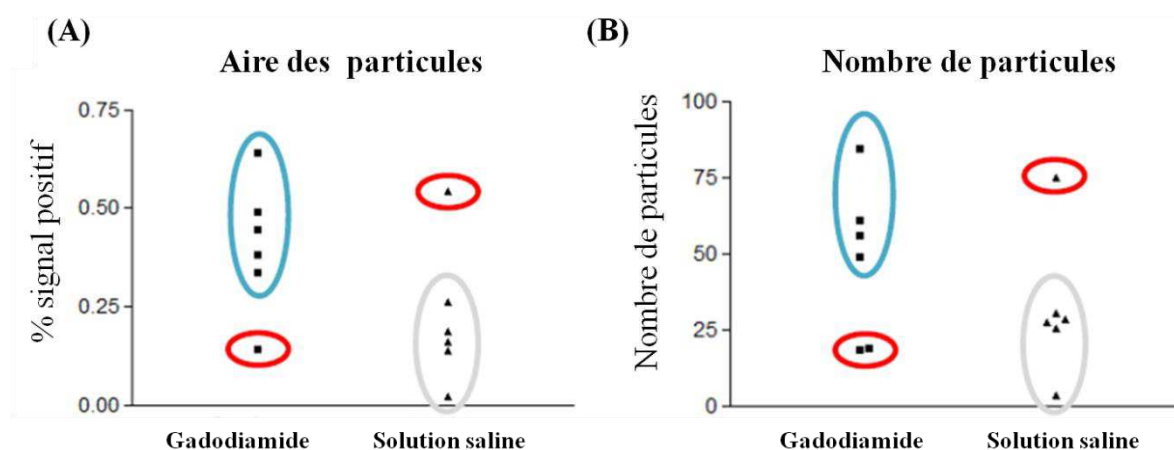 (A)
Aire des particules
% signal positif
0.75
0.50
0.25
0.00
Gadodiamide
Solution saline
(B)
Nombre de particules
Nombre de particules
100
75
50
25
0
Gadodiamide
Solution saline